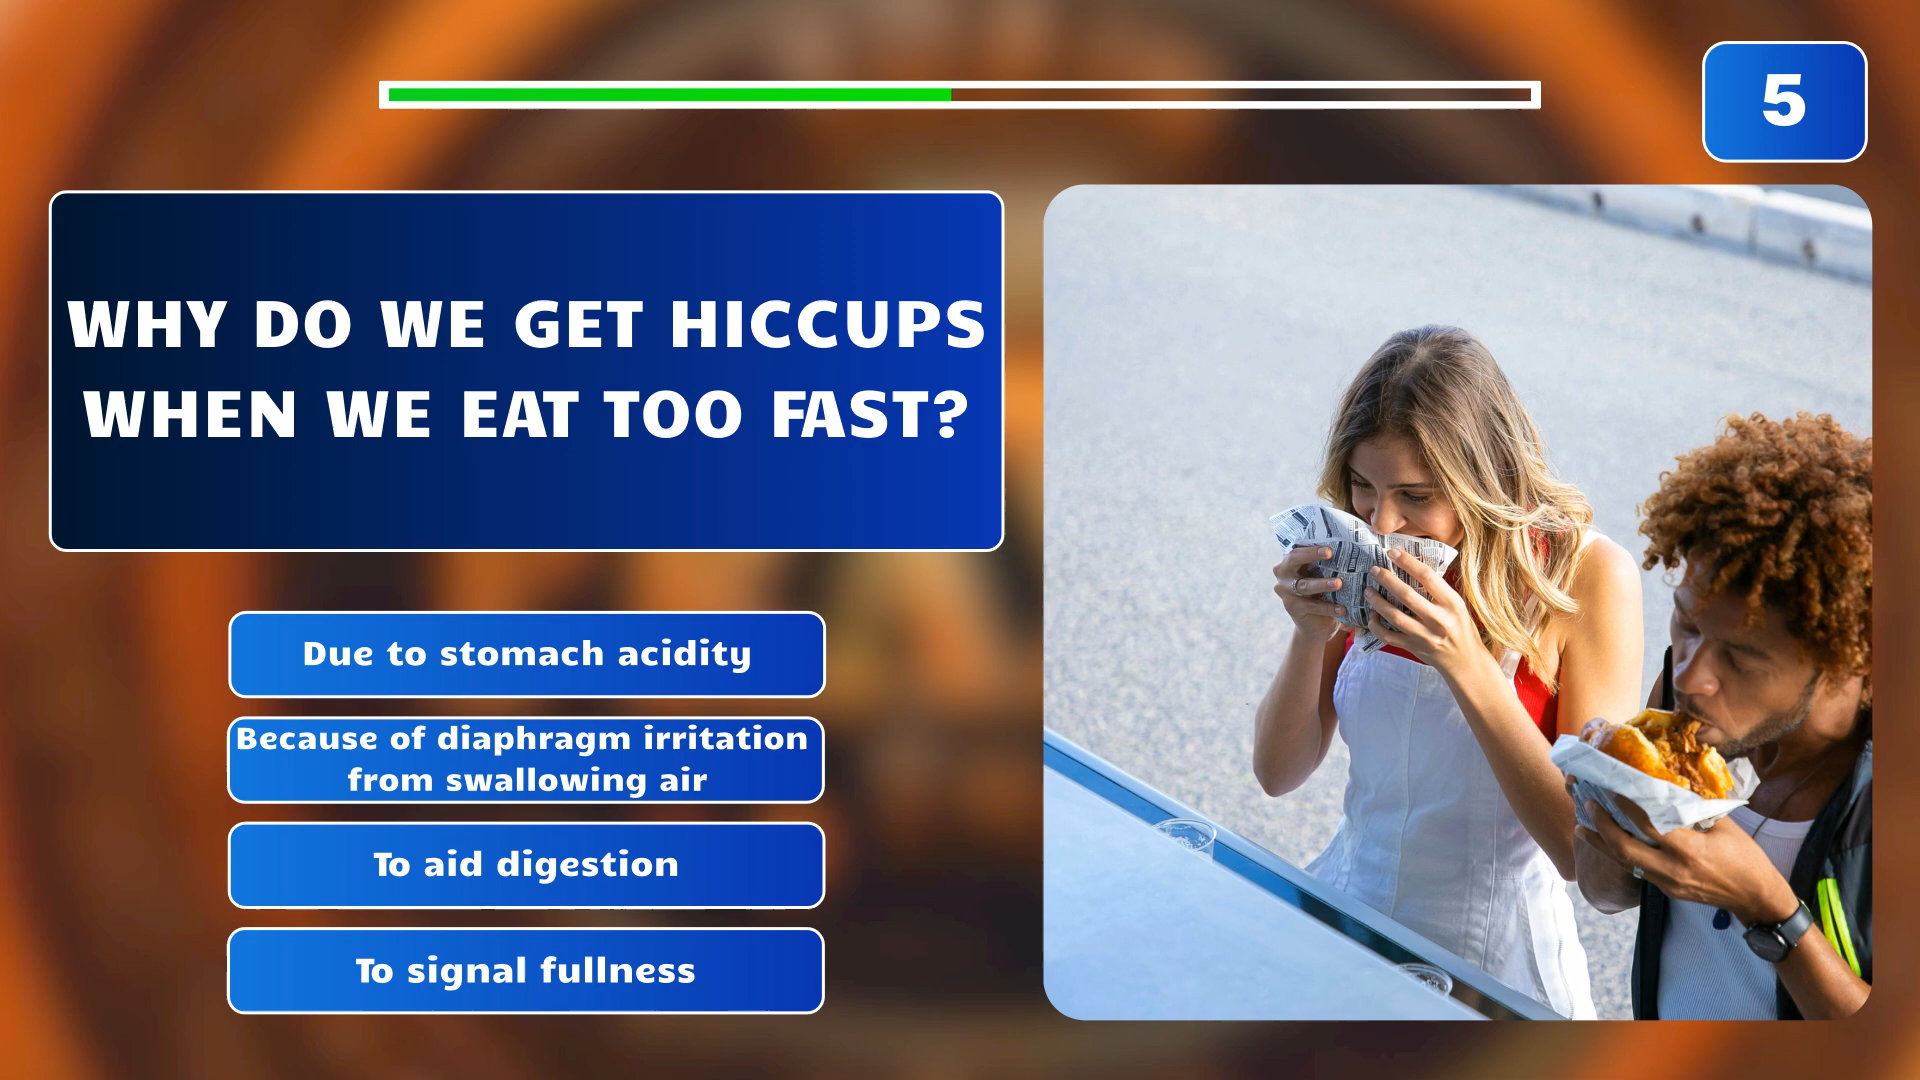 5
WHY DO WE GET HICCUPS
WHEN WE EAT TOO FAST?
Due to stomach acidity
Because of diaphragm irritation
from swallowing air
To aid digestion
To signal fullness